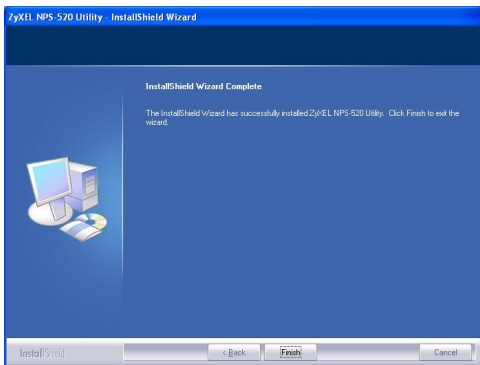 ZyXEL NPS-520 Utility - InstallShield Wizard
InstallShield Wizard Complete
The InstallShield Wizard has successfully installed ZyXEL NPS-520 Utility. Click Finish to exit the
wizard.
InstallShield
< Back
Finish
Cancel